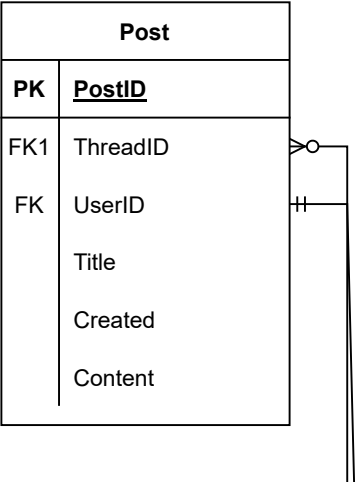 Post
PK PostID
FK1 ThreadID
FK UserID
Title
Created
Content